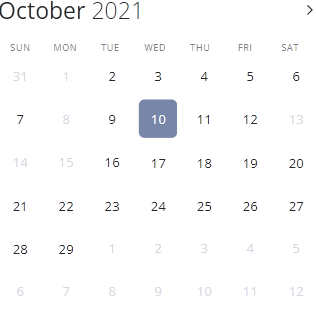 October 2021
SUN MON TUE WED THU FRI SAT
31 1 2 3 4 5 6
7 8 9 10 11 12 13
14 15 16 17 18 19 20
21 22 23 24 25 26 27
28 29 1 2 3 4 5
6 7 8 9 10 11 12